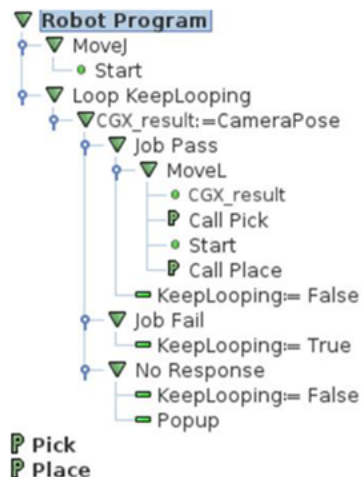 Robot Program
MoveJ
Start
Loop KeepLooping
CGX_result:=CameraPose
Job Pass
MoveL
CGX_result
P Call Pick
Start
P Call Place
KeepLooping:= False
Job Fail
KeepLooping:= True
No Response
KeepLooping:= False
Popup
P Pick
P Place